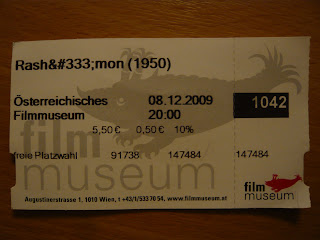 Rash&#333;mon (1950)
Österreichisches 08.12.2009 1042
Filmmuseum 20:00
5,50 € 0,50 € 10%
film
freie Platzwahl 91738 147484 147484
museum
film
museum
Augustinerstrasse 1, 1010 Wien, T +43/1/533 70 54, www.filmmuseum.at